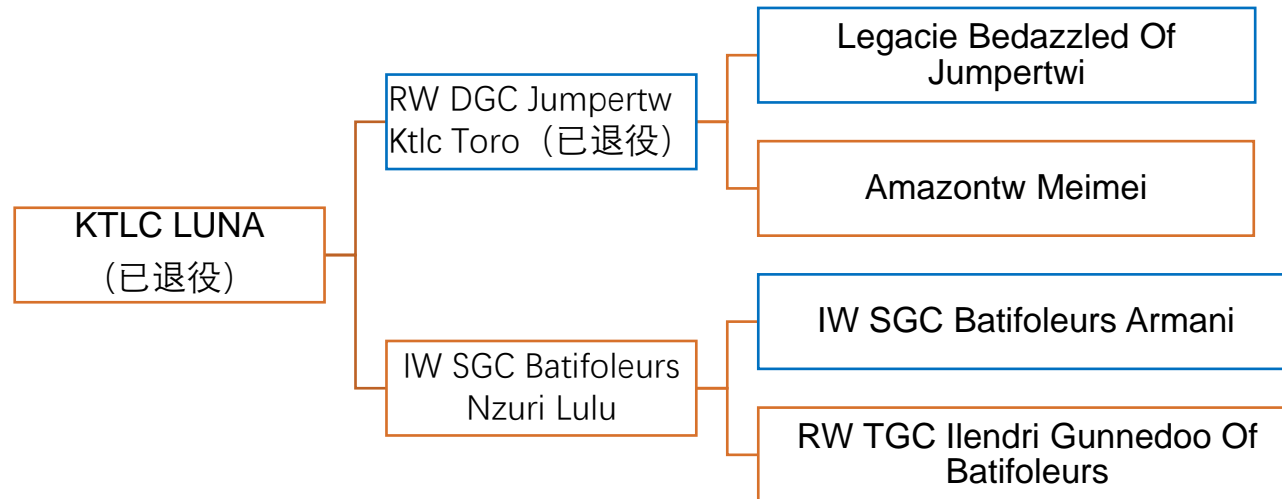 Legacie Bedazzled Of
Jumpertwi
RW DGC Jumpertw
Ktlc Toro（已退役）
Amazontw Meimei
KTLC LUNA
（已退役）
IW SGC Batifoleurs Armani
IW SGC Batifoleurs
Nzuri Lulu
RW TGC Ilendri Gunnedoo Of
Batifoleurs